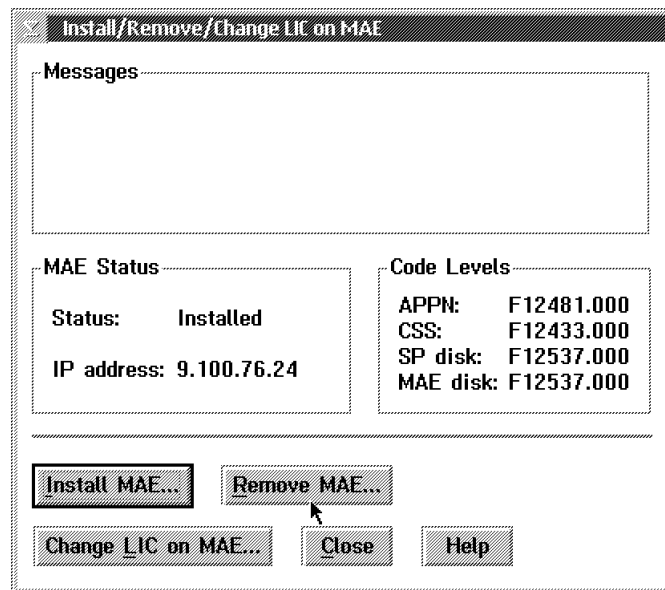 Install/Remove/Change LIC on MAE
Messages
MAE Status
Status: Installed
IP address: 9.100.76.24
Code Levels
APPN: F12481.000
CSS: F12433.000
SP disk: F12537.000
MAE disk: F12537.000
Install MAE...
Remove MAE...
Change LIC on MAE...
Close
Help